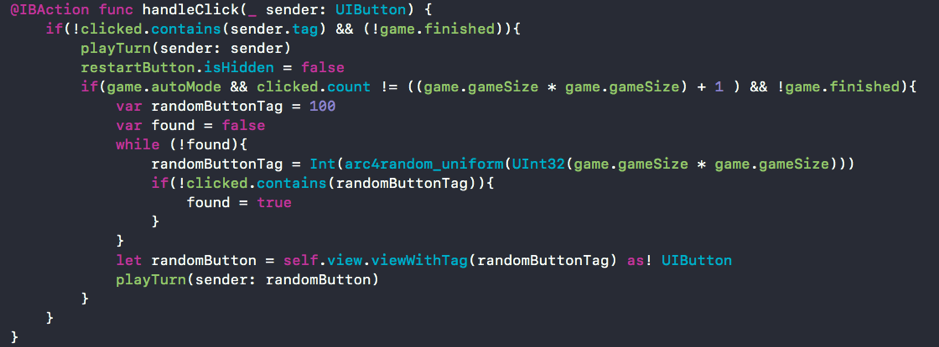 @IBAction func handleClick(_ sender: UIButton) {
    if(!clicked.contains(sender.tag) && (!game.finished)){
        playTurn(sender: sender)
        restartButton.isHidden = false
        if(game.autoMode && clicked.count != ((game.gameSize * game.gameSize) + 1 ) && !game.finished){
            var randomButtonTag = 100
            var found = false
            while (!found){
                randomButtonTag = Int(arc4random_uniform(UInt32(game.gameSize * game.gameSize)))
                if(!clicked.contains(randomButtonTag)){
                    found = true
                }
            }
            let randomButton = self.view.viewWithTag(randomButtonTag) as! UIButton
            playTurn(sender: randomButton)
        }
    }
}